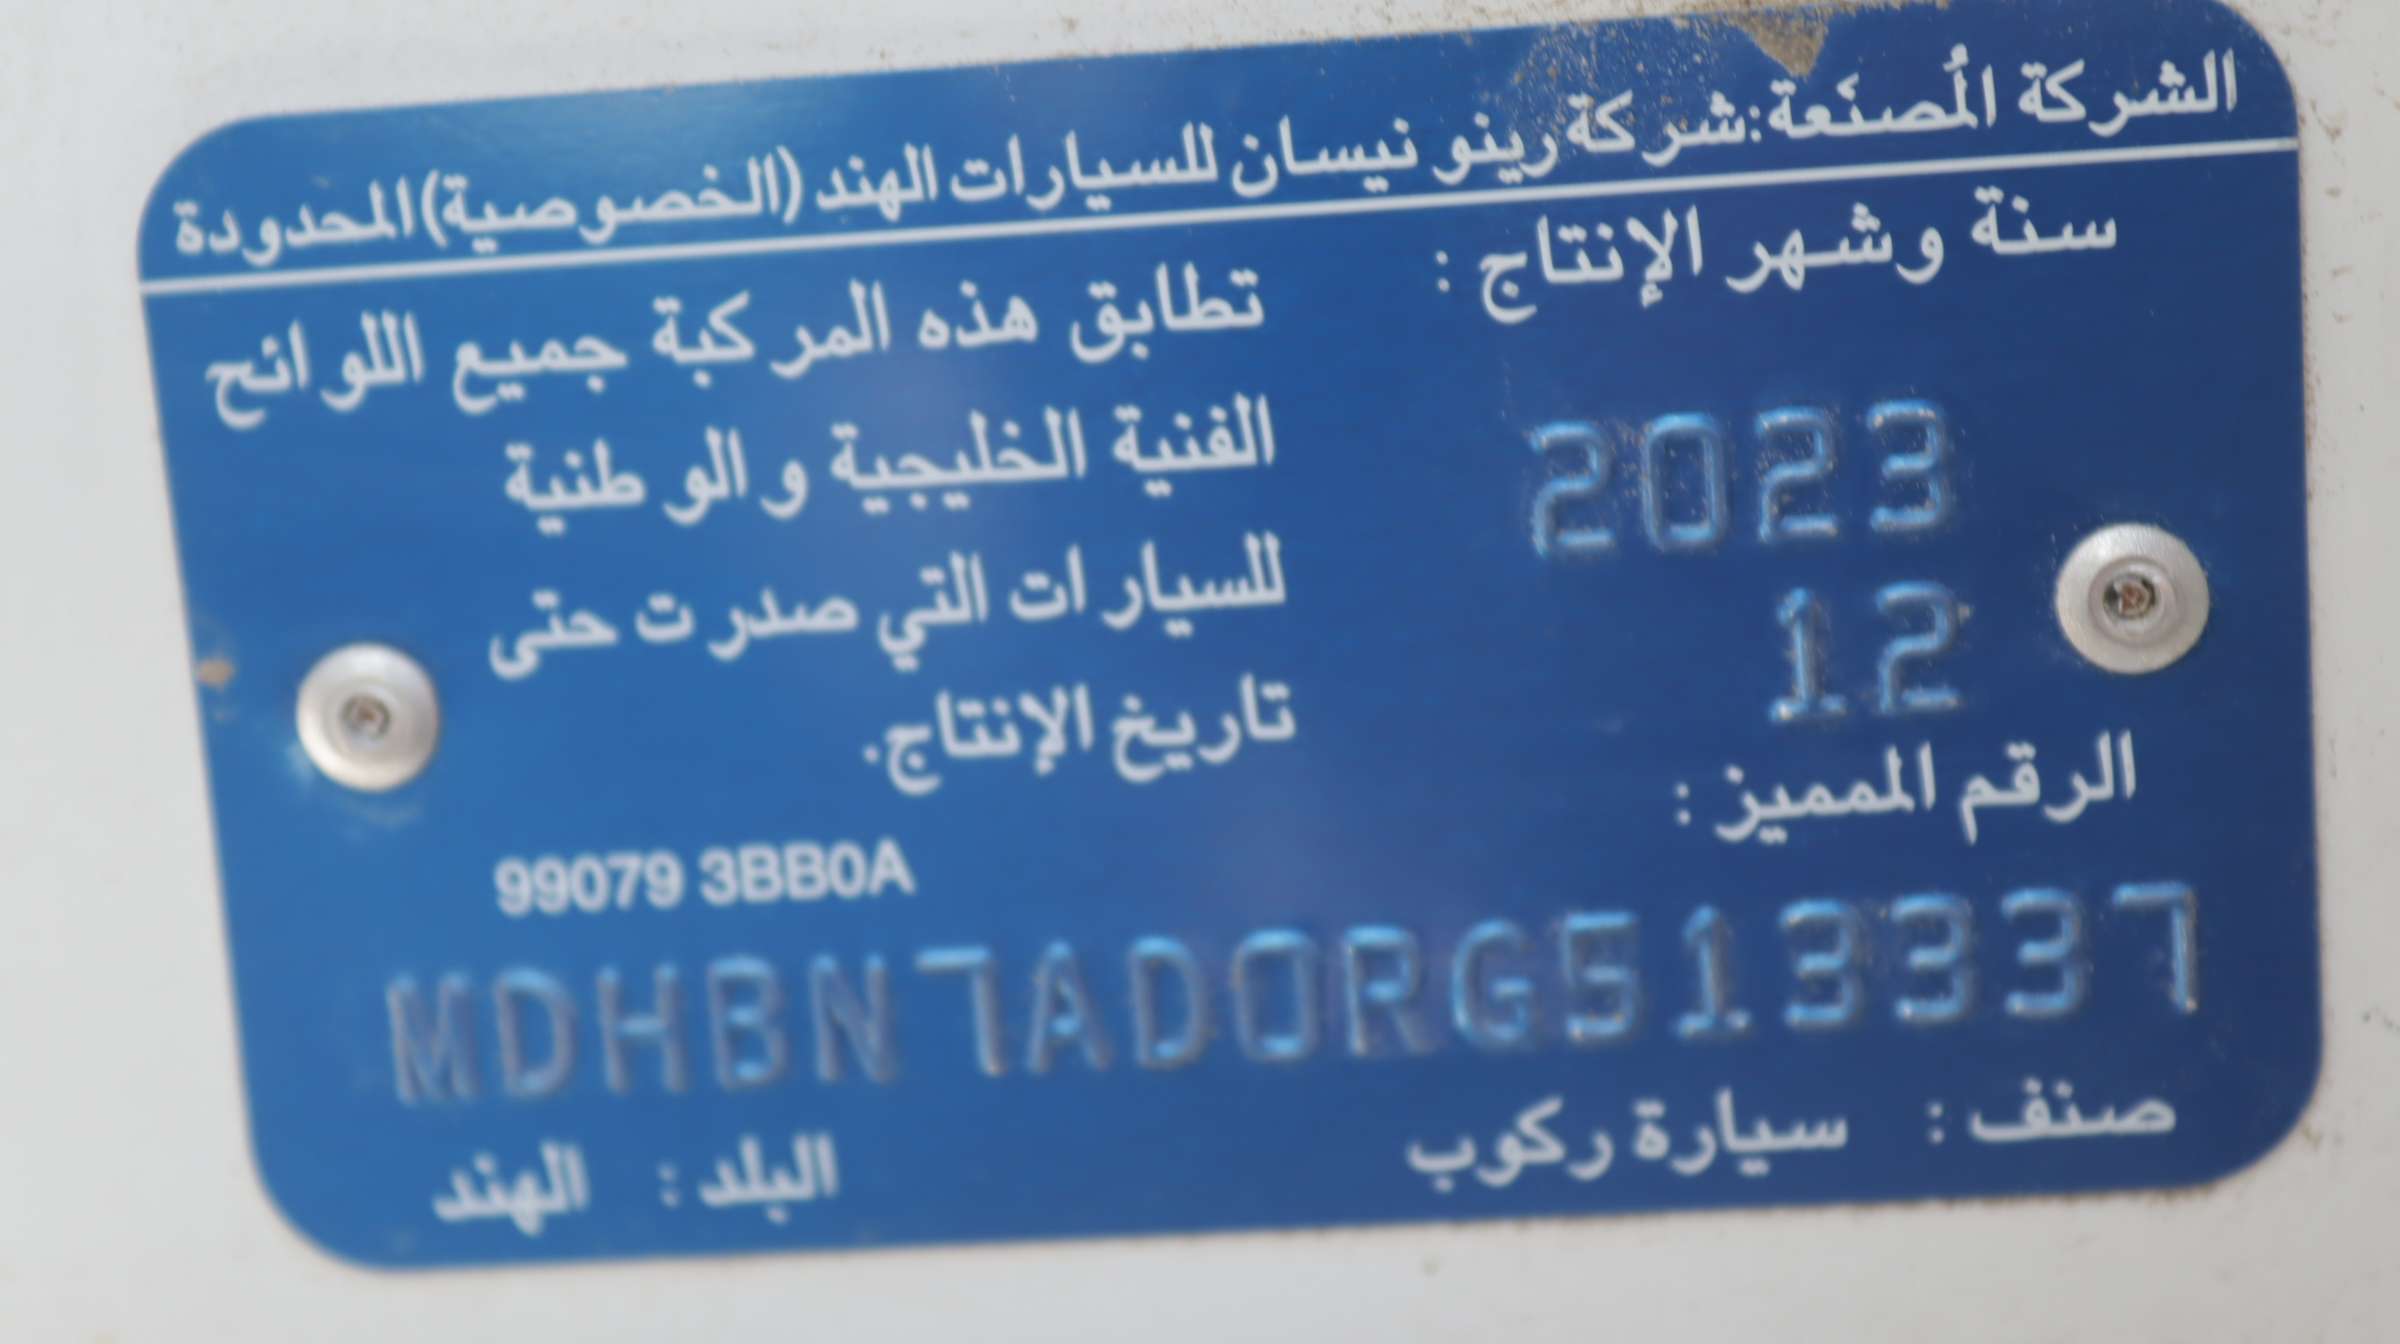 الشركة المُصنَعة:شركة رينو نيسان للسيارات الهند (الخصوصية) المحدودة
سنة وشهر الإنتاج :
2023
12
تطابق هذه المركبة جميع اللوائح
الفنية الخليجية والوطنية
للسيارات التي صدرت حتى
تاريخ الإنتاج.
الرقم المميز :
99079 3BB0A
MDHBN7AD0RG513337
صنف : سيارة ركوب
البلد : الهند